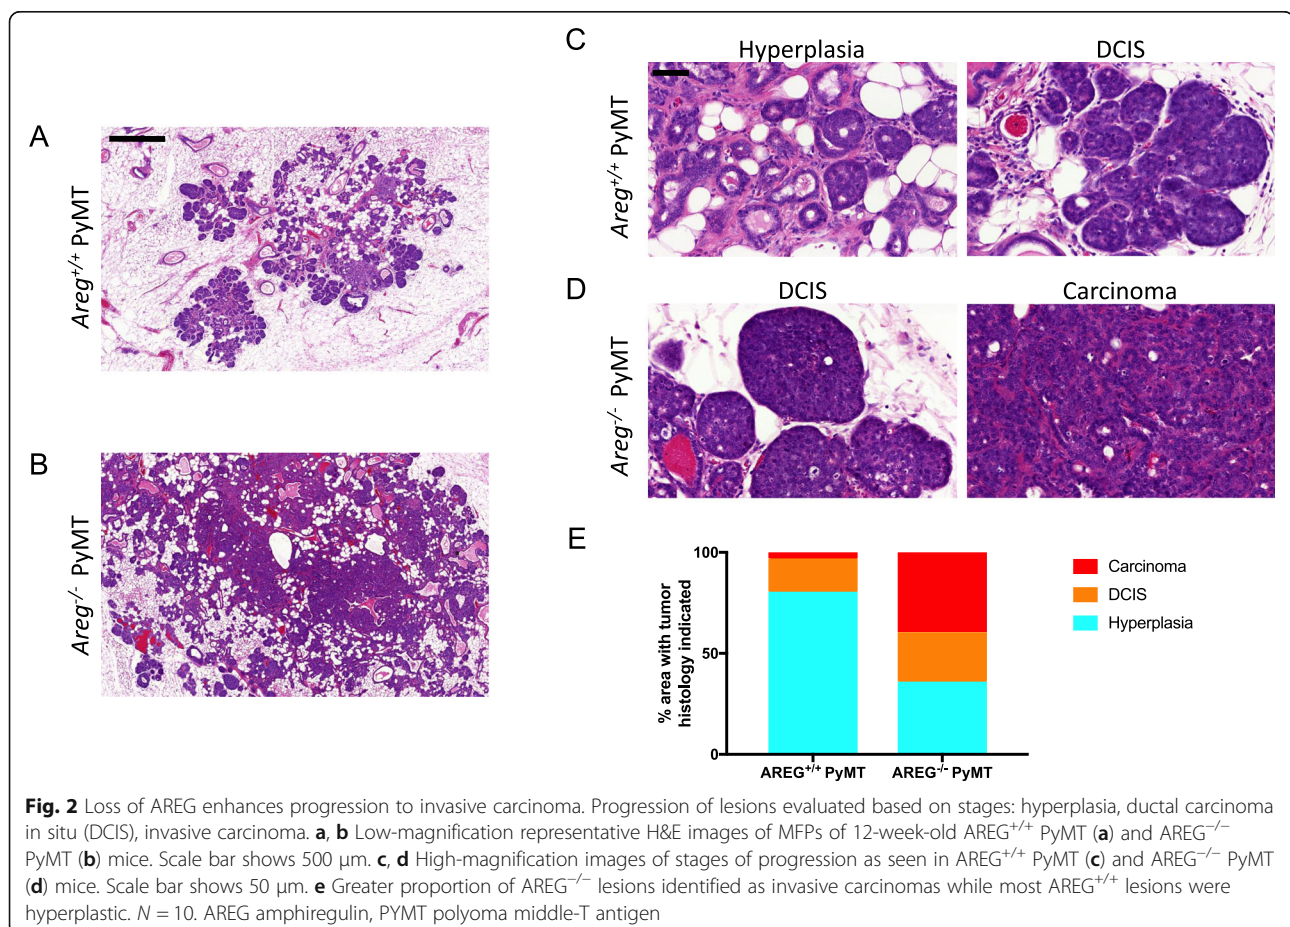 A
Areg+/+ PyMT
B
Areg-/- PyMT
C
Hyperplasia
DCIS
Areg+/+ PyMT
D
DCIS
Carcinoma
Areg-/- PyMT
E
% area with tumor
histology indicated
100
50
0
AREG+/+ PyMT
AREG-/- PyMT
Carcinoma
DCIS
Hyperplasia
Fig. 2 Loss of AREG enhances progression to invasive carcinoma. Progression of lesions evaluated based on stages: hyperplasia, ductal carcinoma
in situ (DCIS), invasive carcinoma. a, b Low-magnification representative H&E images of MFPs of 12-week-old AREG+/+ PyMT (a) and AREG−/−
PyMT (b) mice. Scale bar shows 500 μm. c, d High-magnification images of stages of progression as seen in AREG+/+ PyMT (c) and AREG−/− PyMT
(d) mice. Scale bar shows 50 μm. e Greater proportion of AREG−/− lesions identified as invasive carcinomas while most AREG+/+ lesions were
hyperplastic. N = 10. AREG amphiregulin, PYMT polyoma middle-T antigen